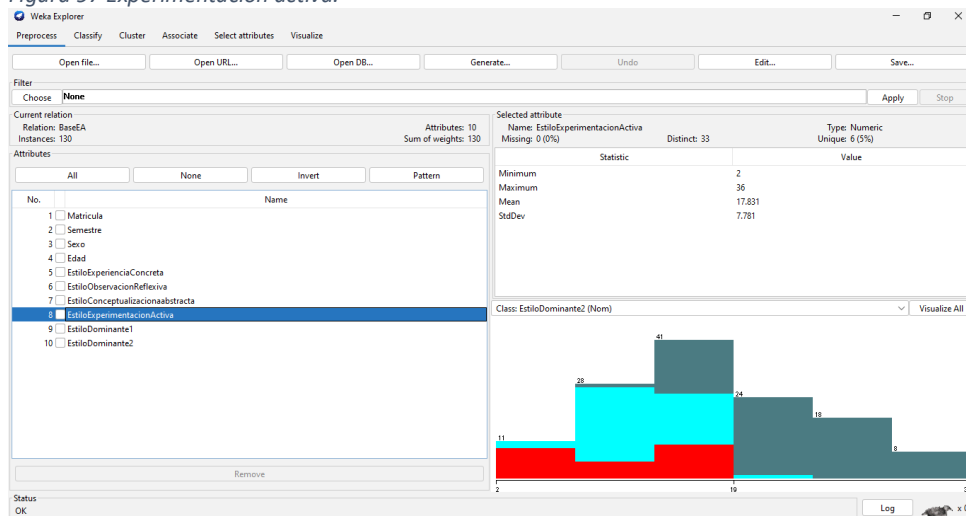 Figura 37 Experimentación activa.
Weka Explorer
Preprocess Classify Cluster Associate Select attributes Visualize
Open file... Open URL... Open DB... Generate... Undo Edit... Save...
Filter
Choose None Apply Stop
Current relation
Relation: BaseEA Attributes: 10
Instances: 130 Sum of weights: 130
Attributes
All None Invert Pattern
No. Name
1 Matricula
2 Semestre
3 Sexo
4 Edad
5 EstiloExperienciaConcreta
6 EstiloObservacionReflexiva
7 EstiloConceptualizacionaabstracta
8 EstiloExperimentacionActiva
9 EstiloDominante1
10 EstiloDominante2
Remove
Selected attribute
Name: EstiloExperimentacionActiva Type: Numeric
Missing: 0 (0%) Distinct: 33 Unique: 6 (5%)
Statistic Value
Minimum 2
Maximum 36
Mean 17.831
StdDev 7.781
Class: EstiloDominante2 (Nom) Visualize All
11 28 41 24 18 8
2 19
Status
OK
Log